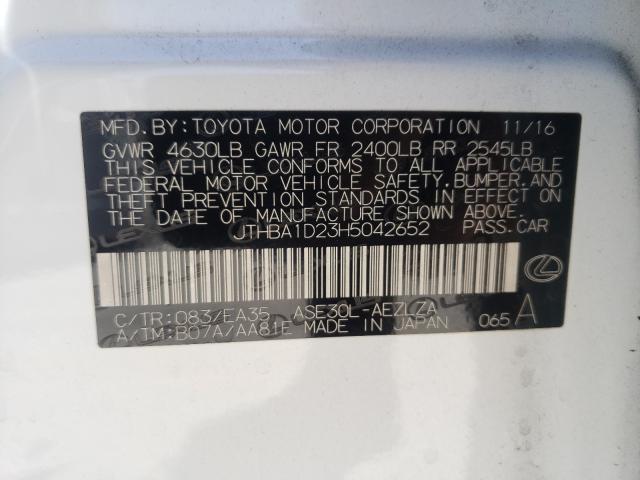 MFD. BY: TOYOTA MOTOR CORPORATION 11/16
GVWR 4630LB GAWR FR 2400LB RR 2545LB
THIS VEHICLE CONFORMS TO ALL APPLICABLE
FEDERAL MOTOR VEHICLE SAFETY, BUMPER, AND
THEFT PREVENTION STANDARDS IN EFFECT ON
THE DATE OF MANUFACTURE SHOWN ABOVE.
JTHBA1D23H5042652 PASS. CAR
C/TR: 083/EA35 ASE30L-AEZLZA
A/TM: B07A/AA81E MADE IN JAPAN 065 A